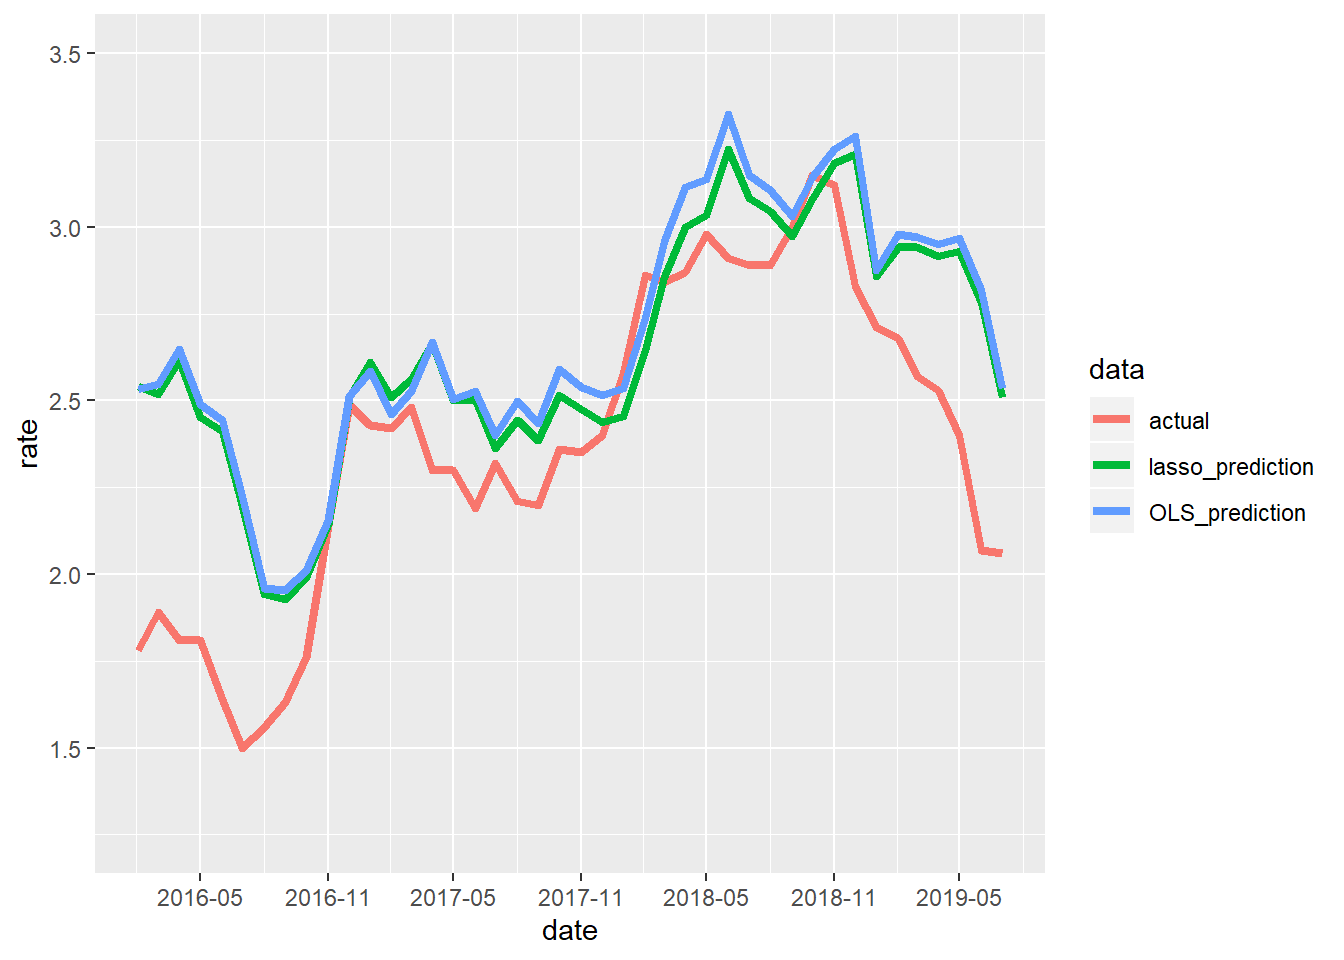 3.5
3.0
2.5
2.0
1.5
rate
2016-05 2016-11 2017-05 2017-11 2018-05 2018-11 2019-05
date
data
actual
lasso_prediction
OLS_prediction